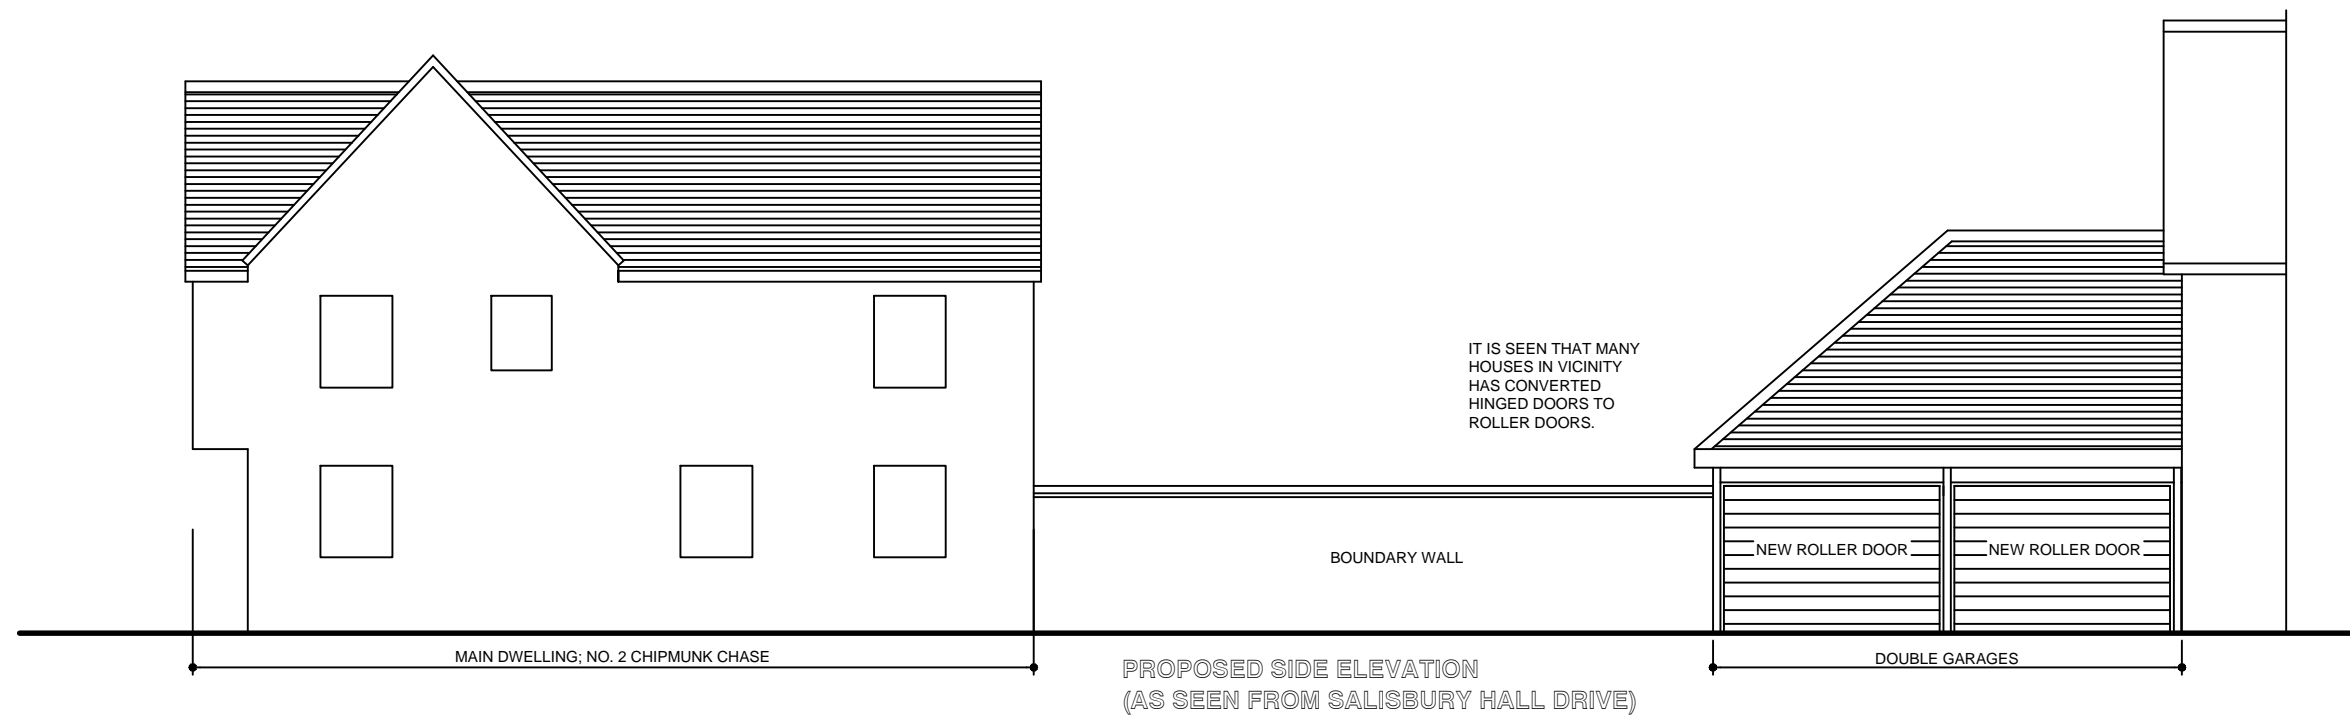 IT IS SEEN THAT MANY
HOUSES IN VICINITY
HAS CONVERTED
HINGED DOORS TO
ROLLER DOORS.
BOUNDARY WALL
NEW ROLLER DOOR
NEW ROLLER DOOR
MAIN DWELLING; NO. 2 CHIPMUNK CHASE
DOUBLE GARAGES
PROPOSED SIDE ELEVATION
(AS SEEN FROM SALISBURY HALL DRIVE)